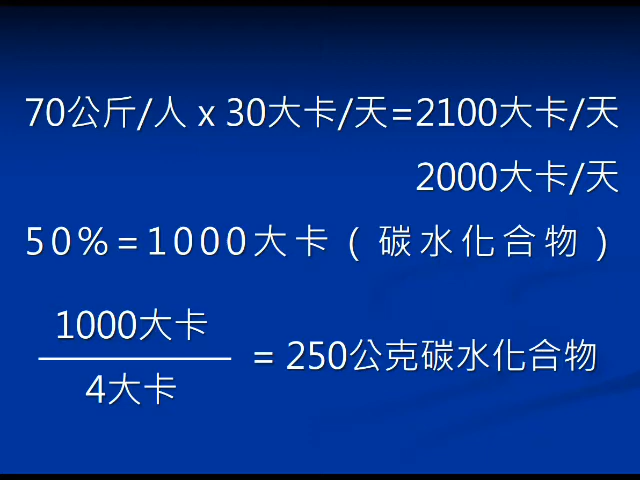 70公斤/人 x 30大卡/天=2100大卡/天
2000大卡/天
50%=1000大卡(碳水化合物)
1000大卡
4大卡
= 250公克碳水化合物